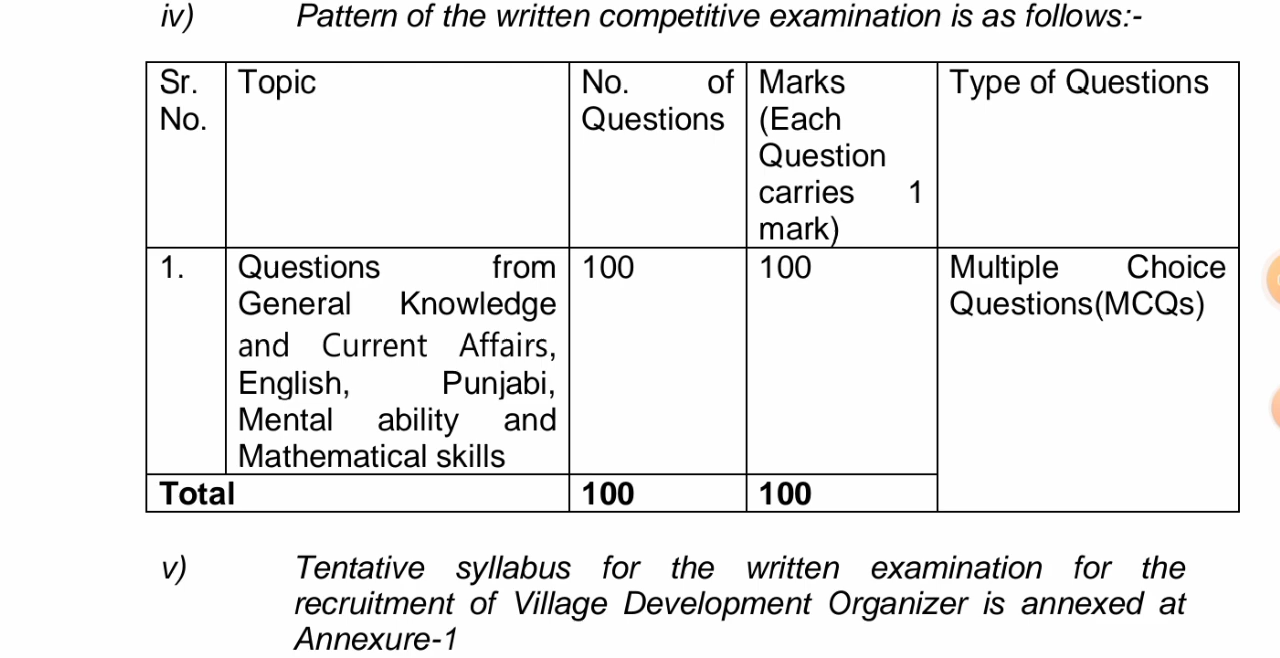 iv) Pattern of the written competitive examination is as follows:-
Sr. No. Topic No. of Questions Marks (Each Question carries 1 mark) Type of Questions
1. Questions from General Knowledge and Current Affairs, English, Punjabi, Mental ability and Mathematical skills 100 100 Multiple Choice Questions(MCQs)
Total 100 100
v) Tentative syllabus for the written examination for the
recruitment of Village Development Organizer is annexed at
Annexure-1